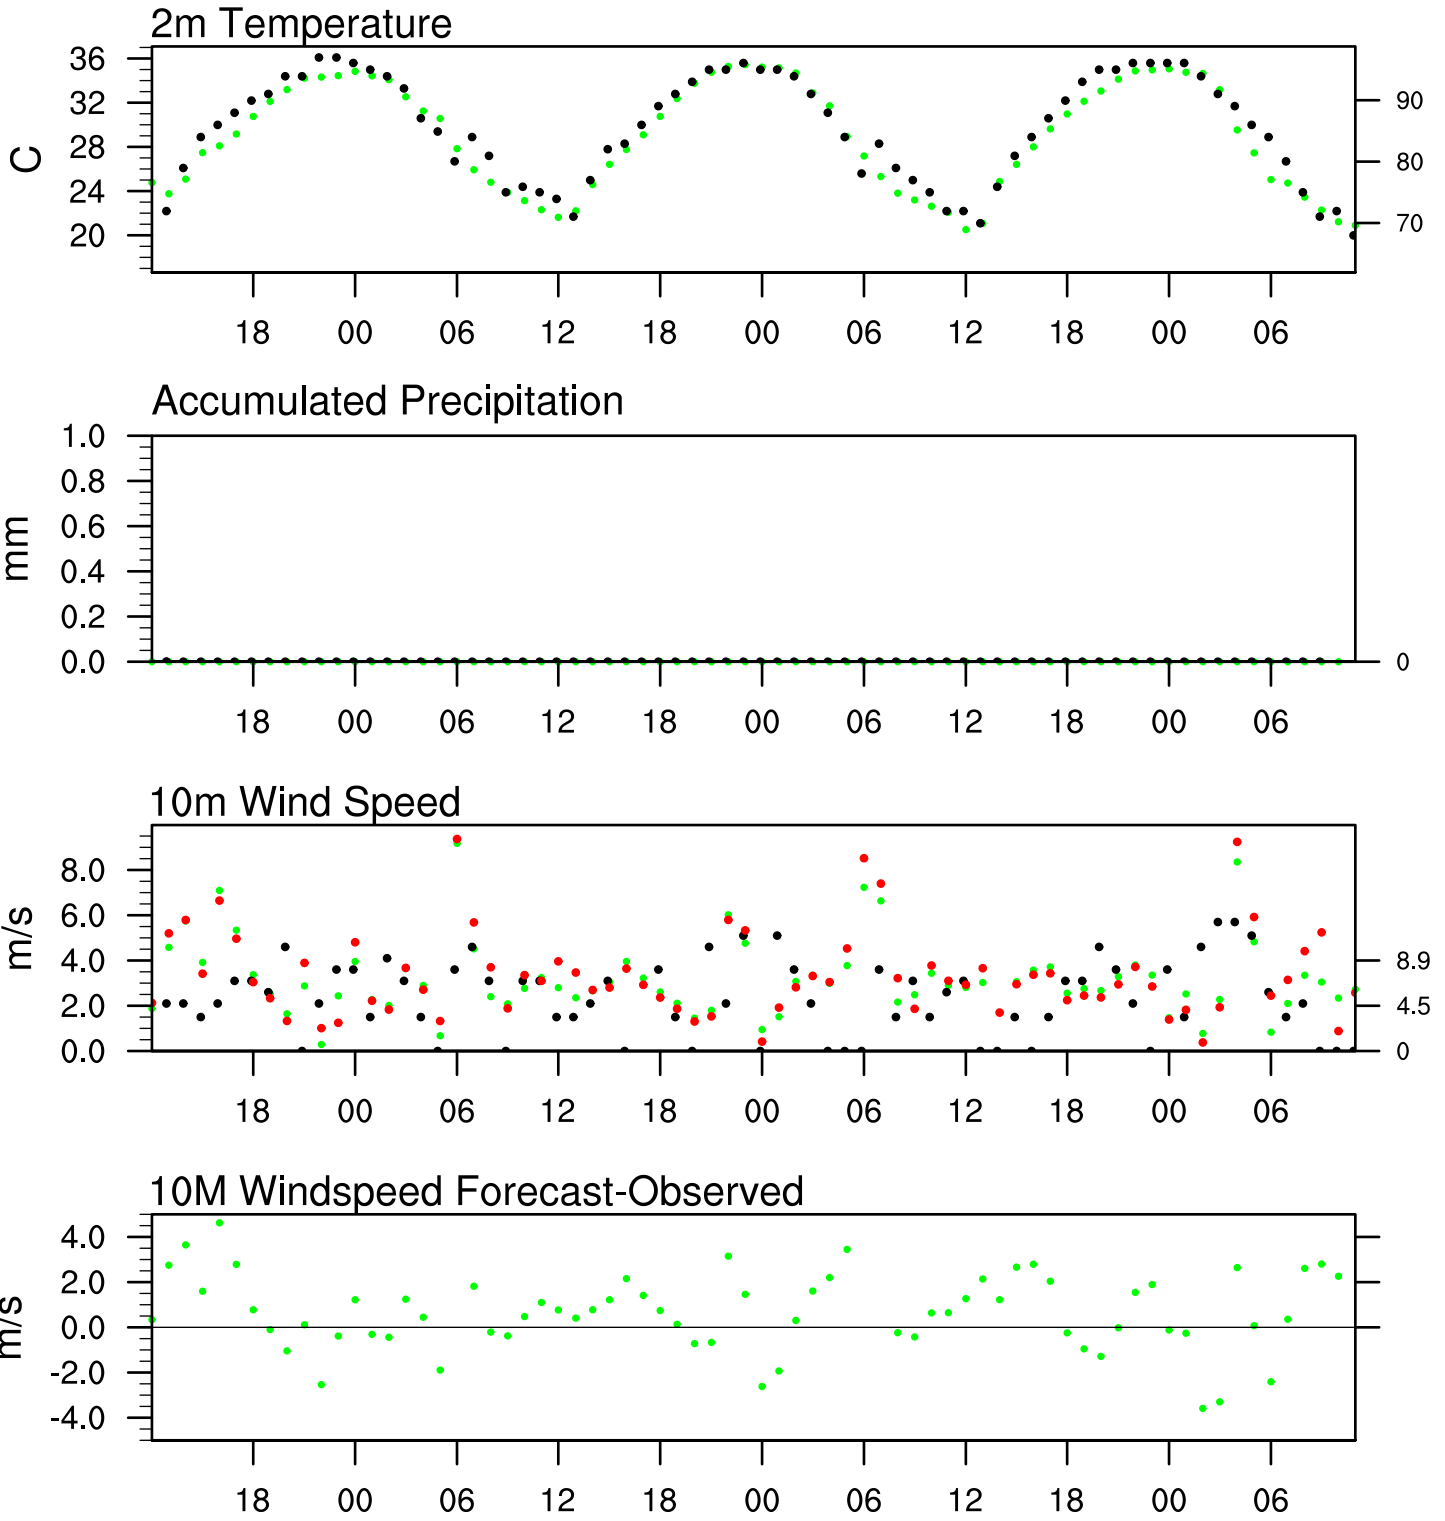 2m Temperature
36
32
28
24
20
C
90
80
70
18 00 06 12 18 00 06 12 18 00 06
Accumulated Precipitation
1.0
0.8
0.6
0.4
0.2
0.0
mm
0
18 00 06 12 18 00 06 12 18 00 06
10m Wind Speed
8.0
6.0
4.0
2.0
0.0
m/s
8.9
4.5
0
18 00 06 12 18 00 06 12 18 00 06
10M Windspeed Forecast-Observed
4.0
2.0
0.0
-2.0
-4.0
m/s
18 00 06 12 18 00 06 12 18 00 06